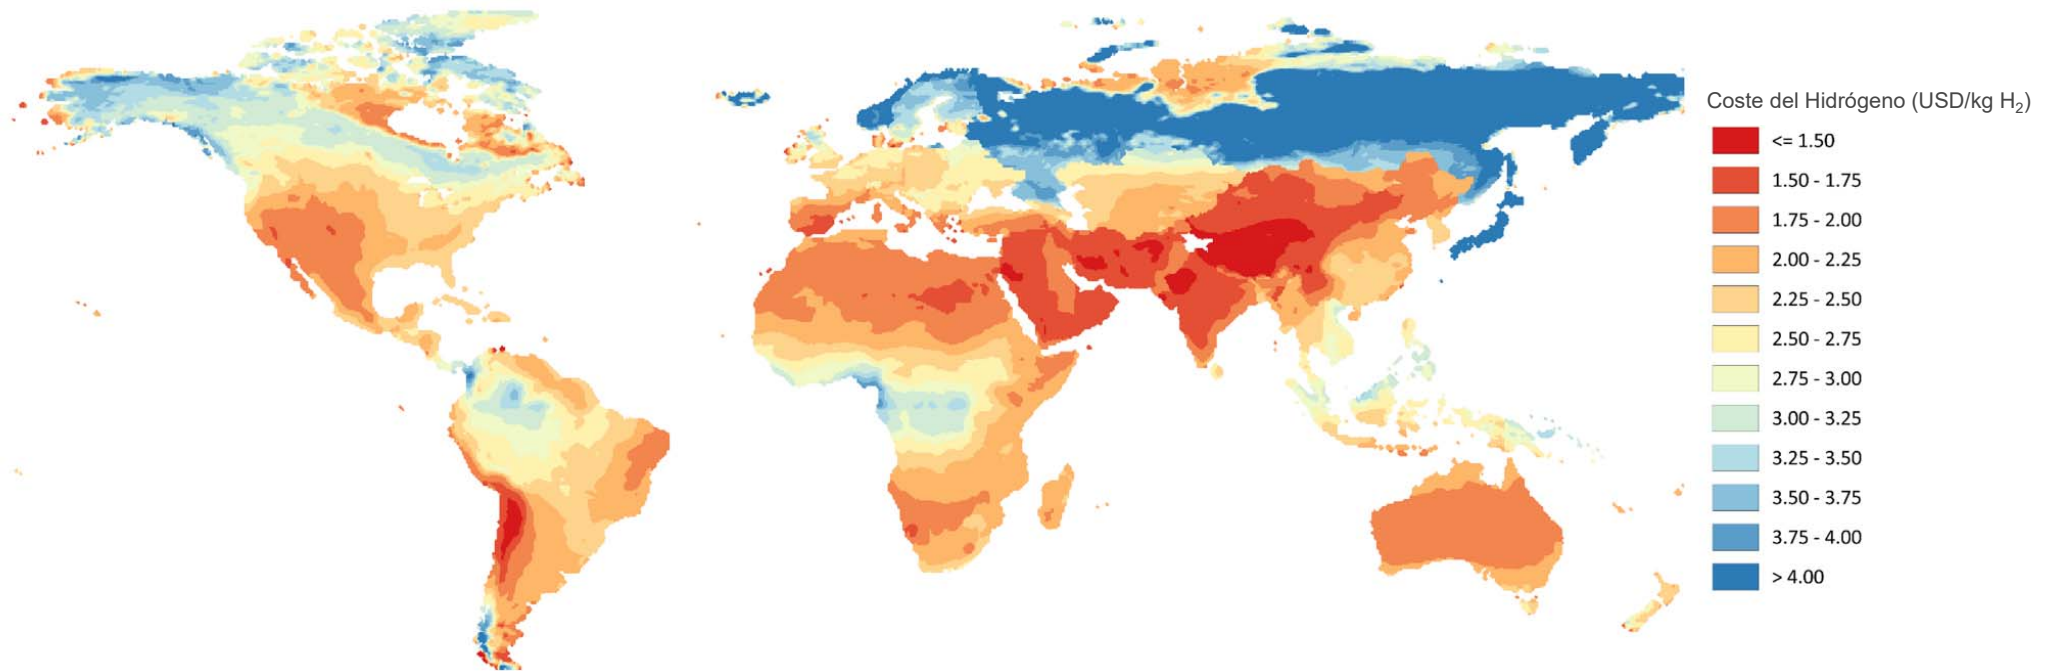 Coste del Hidrógeno (USD/kg H₂)
<= 1.50
1.50 - 1.75
1.75 - 2.00
2.00 - 2.25
2.25 - 2.50
2.50 - 2.75
2.75 - 3.00
3.00 - 3.25
3.25 - 3.50
3.50 - 3.75
3.75 - 4.00
> 4.00